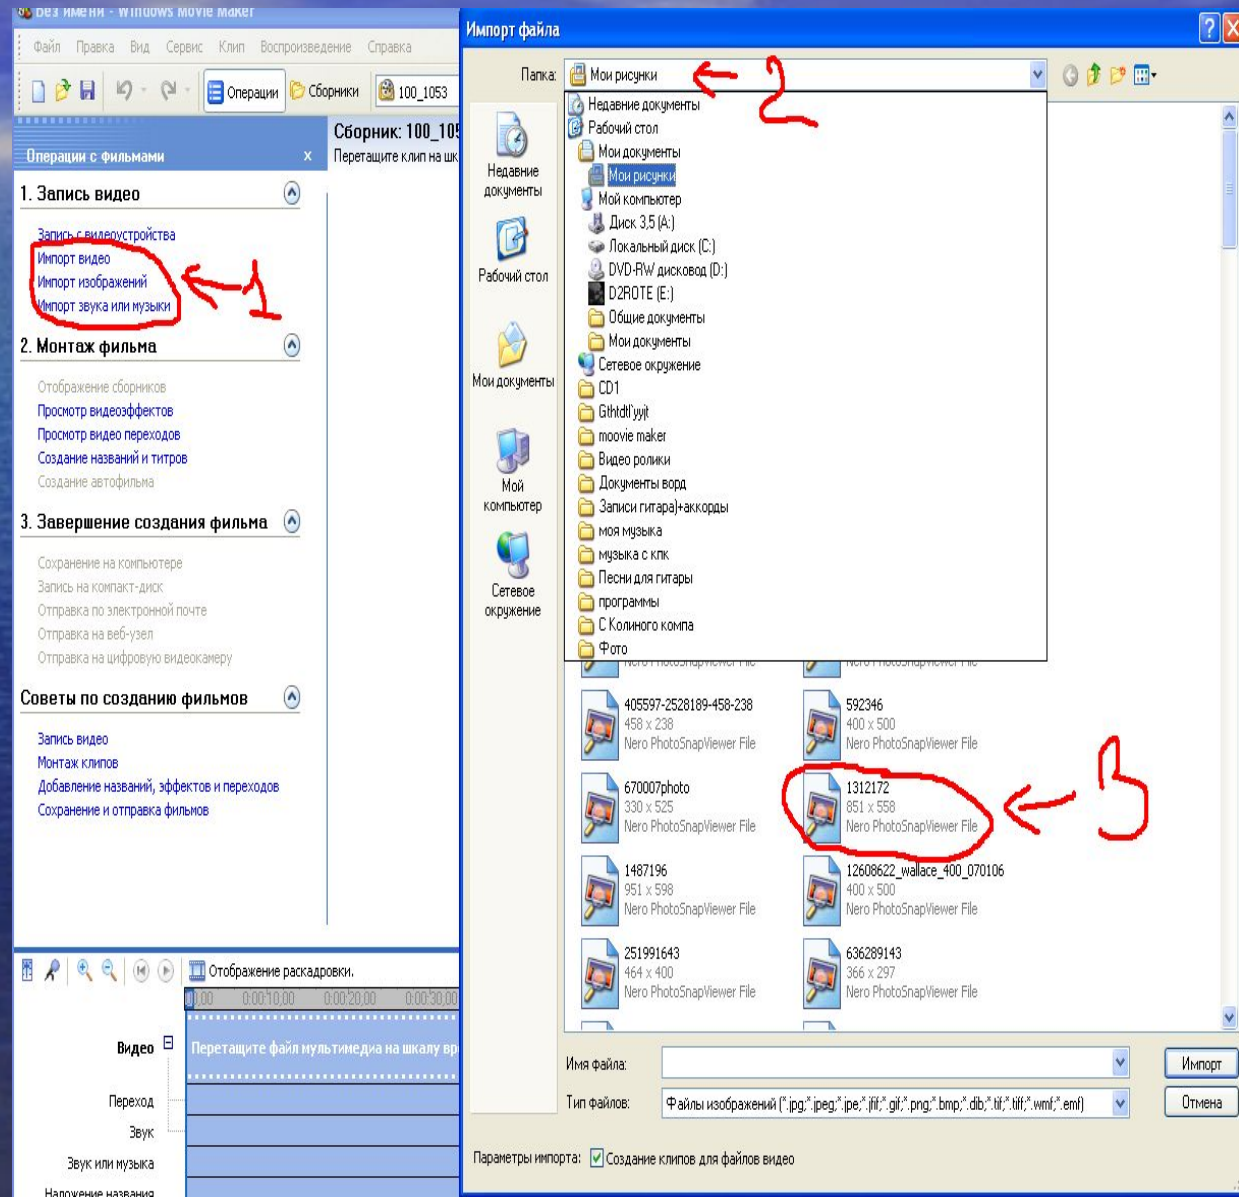 Без имени - Windows Movie Maker
Файл Правка Вид Сервис Клип Воспроизведение Справка
Операции Сборники 100_1053
Операции с фильмами x
1. Запись видео
Запись с видеоустройства
Импорт видео
Импорт изображений
Импорт звука или музыки
1
2. Монтаж фильма
Отображение сборников
Просмотр видеоэффектов
Просмотр видео переходов
Создание названий и титров
Создание автофильма
3. Завершение создания фильма
Сохранение на компьютере
Запись на компакт-диск
Отправка по электронной почте
Отправка на веб-узел
Отправка на цифровую видеокамеру
Советы по созданию фильмов
Запись видео
Монтаж клипов
Добавление названий, эффектов и переходов
Сохранение и отправка фильмов
Сборник: 100_105
Перетащите клип на шк
Отображение раскадровки.
0:00:10,00 0:00:20,00 0:00:30,00
Видео
Перетащите файл мультимедиа на шкалу вр
Переход
Звук
Звук или музыка
Наложение названия
Импорт файла
Папка: Мои рисунки
2
Недавние документы
Рабочий стол
Мои документы
Мой компьютер
Сетевое окружение
Недавние документы
Рабочий стол
Мои документы
Мои рисунки
Мой компьютер
Диск 3,5 (A:)
Локальный диск (C:)
DVD-RW дисковод (D:)
D2ROTE (E:)
Общие документы
Мои документы
Сетевое окружение
CD1
Gthtdtl`yyjt
moovie maker
Видео ролики
Документы ворд
Записи гитара)+аккорды
моя музыка
музыка с кпк
Песни для гитары
программы
С Колиного компа
Фото
405597-2528189-458-238
458 x 238
Nero PhotoSnapViewer File
592346
400 x 500
Nero PhotoSnapViewer File
670007photo
330 x 525
Nero PhotoSnapViewer File
1312172
851 x 558
Nero PhotoSnapViewer File
3
1487196
951 x 598
Nero PhotoSnapViewer File
12608622_wallace_400_070106
400 x 500
Nero PhotoSnapViewer File
251991643
464 x 400
Nero PhotoSnapViewer File
636289143
366 x 297
Nero PhotoSnapViewer File
Имя файла:
Импорт
Тип файлов: Файлы изображений (*.jpg;*.jpeg;*.jpe;*.jfif;*.gif;*.png;*.bmp;*.dib;*.tif;*.tiff;*.wmf;*.emf)
Отмена
Параметры импорта: Создание клипов для файлов видео